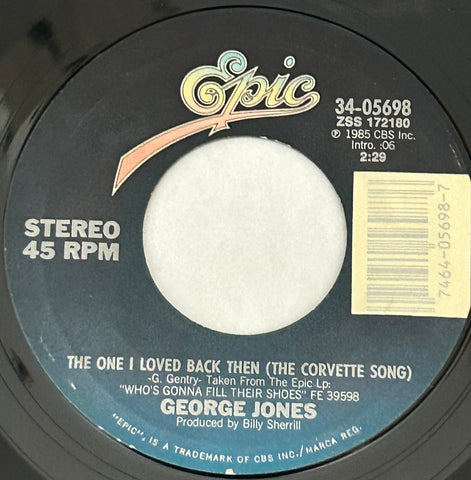 Epic
34-05698
ZSS 172180
℗ 1985 CBS Inc.
Intro. :06
2:29
STEREO
45 RPM
7464-05698-7
THE ONE I LOVED BACK THEN (THE CORVETTE SONG)
-G. Gentry- Taken From The Epic Lp:
"WHO'S GONNA FILL THEIR SHOES" FE 39598
GEORGE JONES
Produced by Billy Sherrill
"EPIC", IS A TRADEMARK OF CBS INC./MARCA REG.